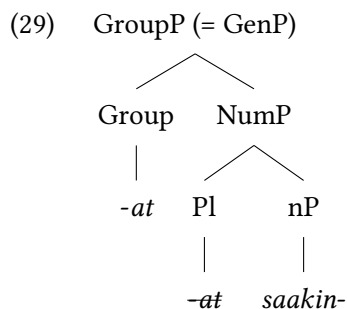 (29) GroupP (= GenP)
Group NumP
-at Pl nP
-at saakin-